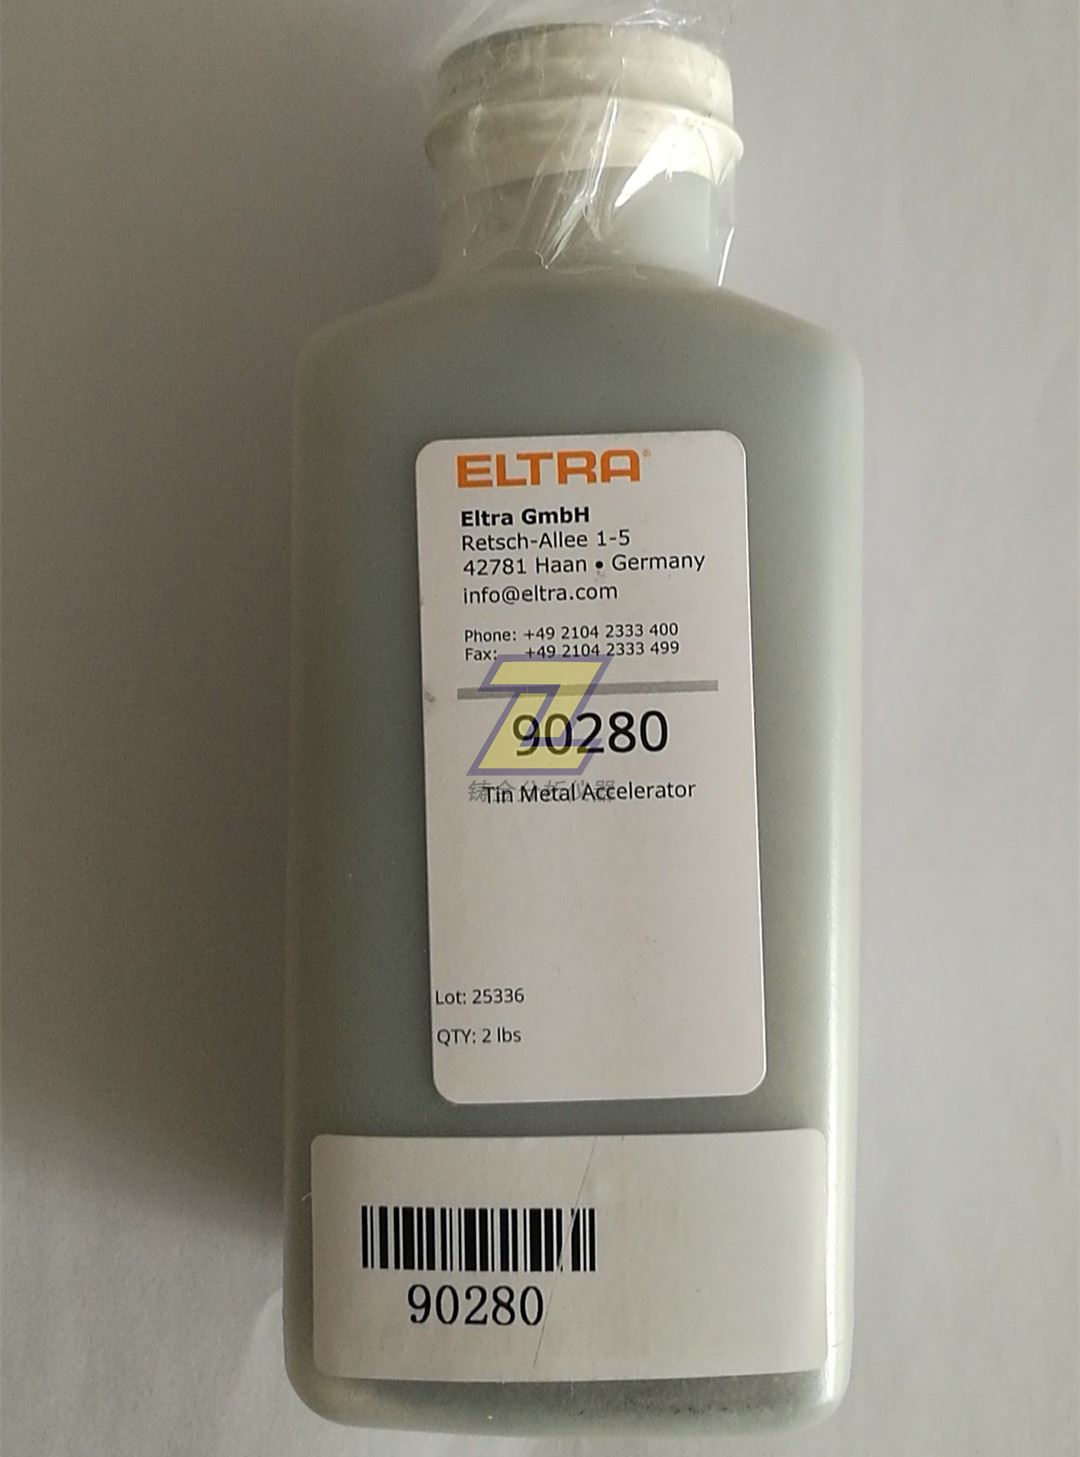 ELTRA®
Eltra GmbH
Retsch-Allee 1-5
42781 Haan • Germany
info@eltra.com
Phone: +49 2104 2333 400
Fax: +49 2104 2333 499
90280
Tin Metal Accelerator
Lot: 25336
QTY: 2 lbs
90280